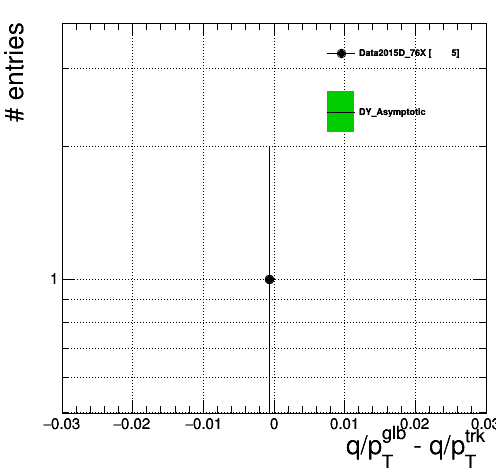 # entries
Data2015D_76X [ 5]
DY_Asymptotic
1
−0.03 −0.02 −0.01 0 0.01 0.02 0.03
q/p_T^glb - q/p_T^trk